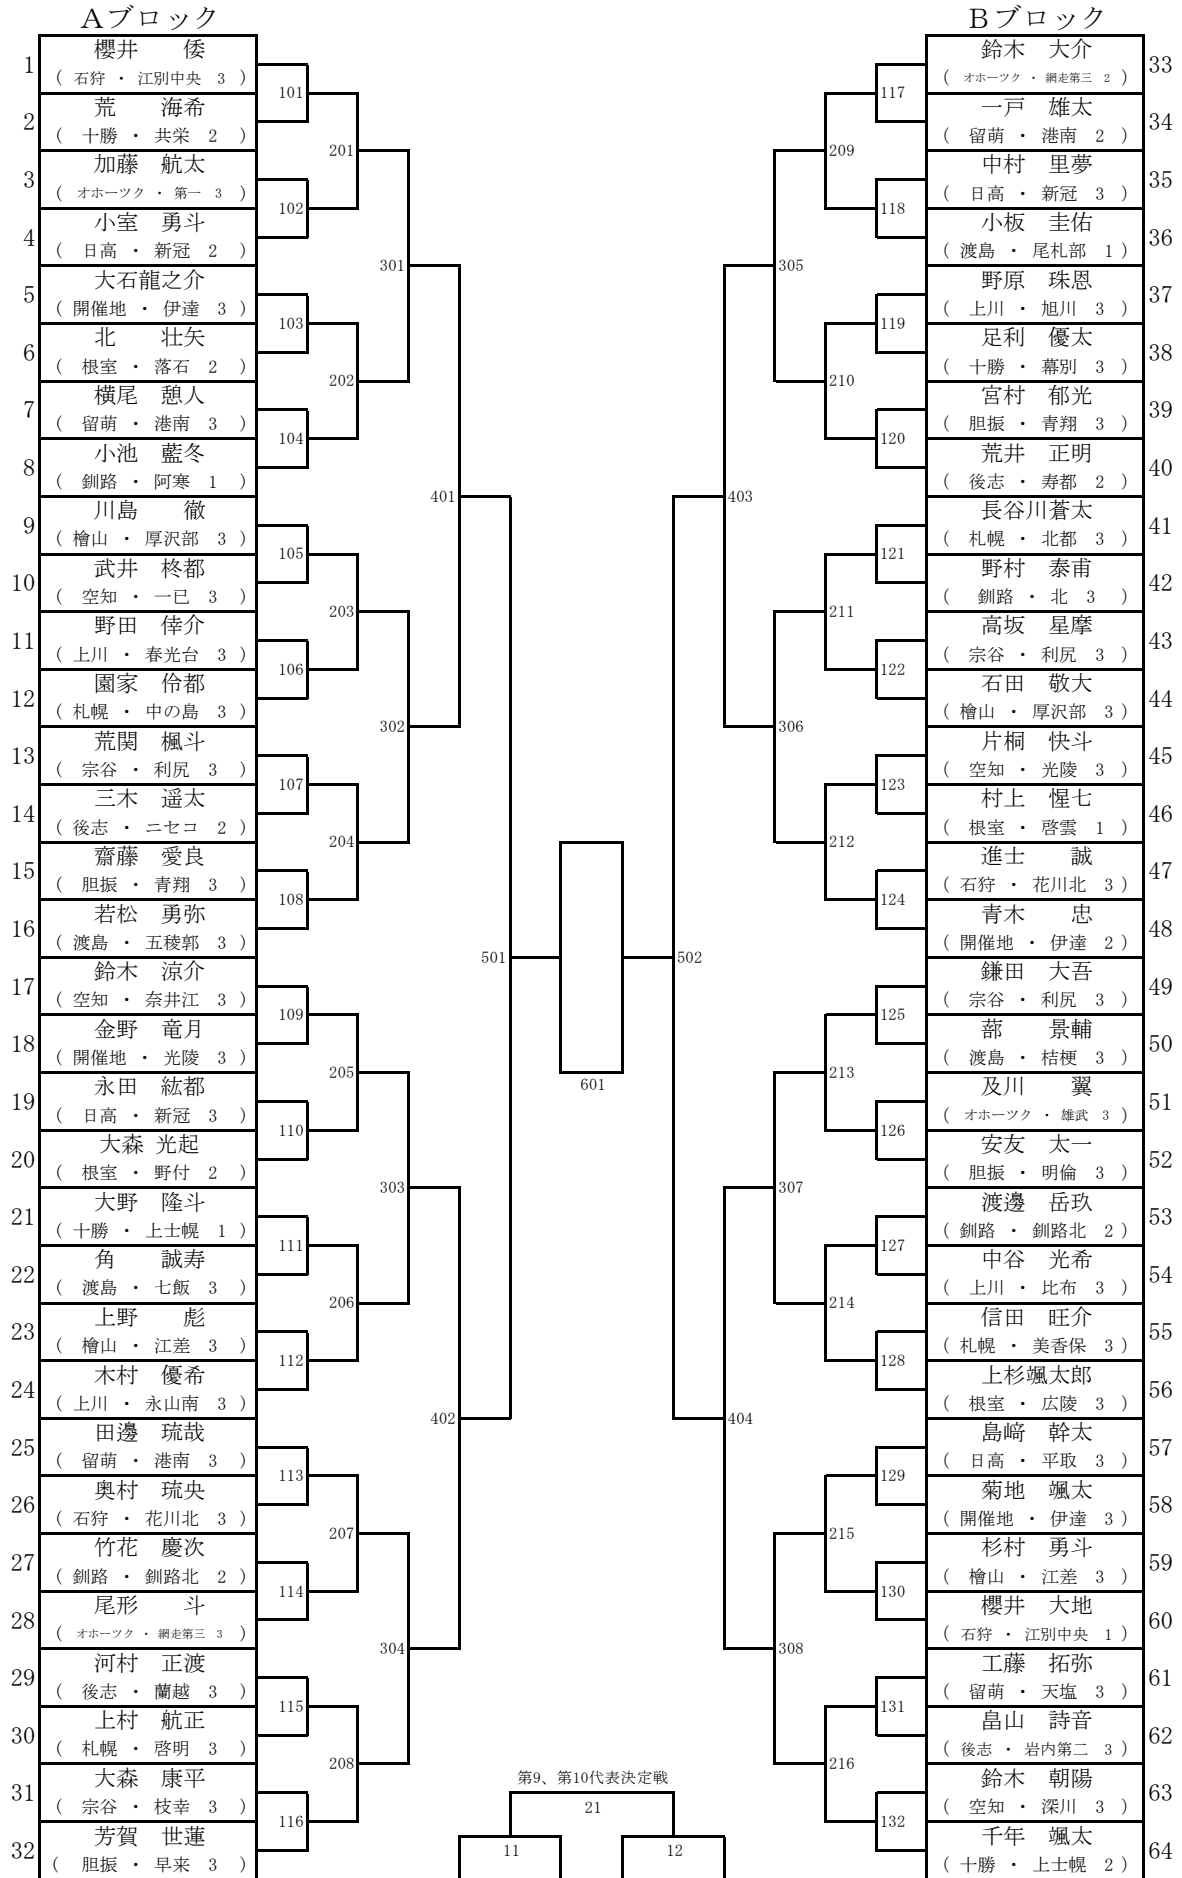 Aブロック
1 櫻井　　倭
( 石狩 ・ 江別中央 3 )
2 荒　　海希
( 十勝 ・ 共栄 2 )
3 加藤　航太
( オホーツク ・ 第一 3 )
4 小室　勇斗
( 日高 ・ 新冠 2 )
5 大石龍之介
( 開催地 ・ 伊達 3 )
6 北　　壮矢
( 根室 ・ 落石 2 )
7 横尾　憩人
( 留萌 ・ 港南 3 )
8 小池　藍冬
( 釧路 ・ 阿寒 1 )
9 川島　　徹
( 檜山 ・ 厚沢部 3 )
10 武井　柊都
( 空知 ・ 一已 3 )
11 野田　倖介
( 上川 ・ 春光台 3 )
12 園家　伶都
( 札幌 ・ 中の島 3 )
13 荒関　楓斗
( 宗谷 ・ 利尻 3 )
14 三木　遥太
( 後志 ・ ニセコ 2 )
15 齋藤　愛良
( 胆振 ・ 青翔 3 )
16 若松　勇弥
( 渡島 ・ 五稜郭 3 )
17 鈴木　涼介
( 空知 ・ 奈井江 3 )
18 金野　竜月
( 開催地 ・ 光陵 3 )
19 永田　紘都
( 日高 ・ 新冠 3 )
20 大森 光起
( 根室 ・ 野付 2 )
21 大野　隆斗
( 十勝 ・ 上士幌 1 )
22 角　　誠寿
( 渡島 ・ 七飯 3 )
23 上野　　彪
( 檜山 ・ 江差 3 )
24 木村　優希
( 上川 ・ 永山南 3 )
25 田邊　琉哉
( 留萌 ・ 港南 3 )
26 奥村　琉央
( 石狩 ・ 花川北 3 )
27 竹花　慶次
( 釧路 ・ 釧路北 2 )
28 尾形　　斗
( オホーツク ・ 網走第三 3 )
29 河村　正渡
( 後志 ・ 蘭越 3 )
30 上村　航正
( 札幌 ・ 啓明 3 )
31 大森　康平
( 宗谷 ・ 枝幸 3 )
32 芳賀　世蓮
( 胆振 ・ 早来 3 )
101
102
103
104
105
106
107
108
109
110
111
112
113
114
115
116
201
202
203
204
205
206
207
208
301
302
303
304
401
402
501
601
502
403
404
305
306
307
308
209
210
211
212
213
214
215
216
117
118
119
120
121
122
123
124
125
126
127
128
129
130
131
132
Bブロック
鈴木　大介 33
( オホーツク ・ 網走第三 2 )
一戸　雄太 34
( 留萌 ・ 港南 2 )
中村　里夢 35
( 日高 ・ 新冠 3 )
小板　圭佑 36
( 渡島 ・ 尾札部 1 )
野原　珠恩 37
( 上川 ・ 旭川 3 )
足利　優太 38
( 十勝 ・ 幕別 3 )
宮村　郁光 39
( 胆振 ・ 青翔 3 )
荒井　正明 40
( 後志 ・ 寿都 2 )
長谷川蒼太 41
( 札幌 ・ 北都 3 )
野村　泰甫 42
( 釧路 ・ 北 3 )
高坂　星摩 43
( 宗谷 ・ 利尻 3 )
石田　敬大 44
( 檜山 ・ 厚沢部 3 )
片桐　快斗 45
( 空知 ・ 光陵 3 )
村上　惺七 46
( 根室 ・ 啓雲 1 )
進士　　誠 47
( 石狩 ・ 花川北 3 )
青木　　忠 48
( 開催地 ・ 伊達 2 )
鎌田　大吾 49
( 宗谷 ・ 利尻 3 )
蔀　　景輔 50
( 渡島 ・ 桔梗 3 )
及川　　翼 51
( オホーツク ・ 雄武 3 )
安友　太一 52
( 胆振 ・ 明倫 3 )
渡邊　岳玖 53
( 釧路 ・ 釧路北 2 )
中谷　光希 54
( 上川 ・ 比布 3 )
信田　旺介 55
( 札幌 ・ 美香保 3 )
上杉颯太郎 56
( 根室 ・ 広陵 3 )
島﨑　幹太 57
( 日高 ・ 平取 3 )
菊地　颯太 58
( 開催地 ・ 伊達 3 )
杉村　勇斗 59
( 檜山 ・ 江差 3 )
櫻井　大地 60
( 石狩 ・ 江別中央 1 )
工藤　拓弥 61
( 留萌 ・ 天塩 3 )
畠山　詩音 62
( 後志 ・ 岩内第二 3 )
鈴木　朝陽 63
( 空知 ・ 深川 3 )
千年　颯太 64
( 十勝 ・ 上士幌 2 )
第9、第10代表決定戦
21
11
12